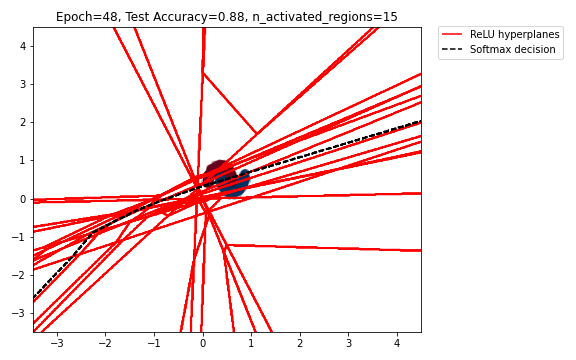 Epoch=48, Test Accuracy=0.88, n_activated_regions=15
ReLU hyperplanes
Softmax decision
4
3
2
1
0
−1
−2
−3
−3 −2 −1 0 1 2 3 4